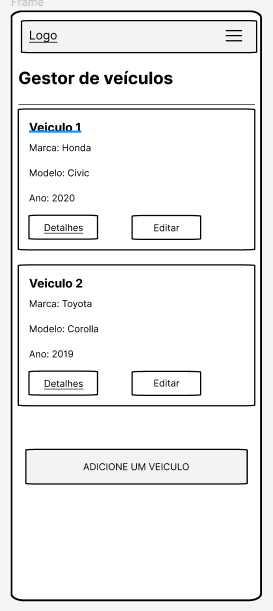 Frame
Logo
Gestor de veículos
Veiculo 1
Marca: Honda
Modelo: Civic
Ano: 2020
Detalhes Editar
Veiculo 2
Marca: Toyota
Modelo: Corolla
Ano: 2019
Detalhes Editar
ADICIONE UM VEICULO